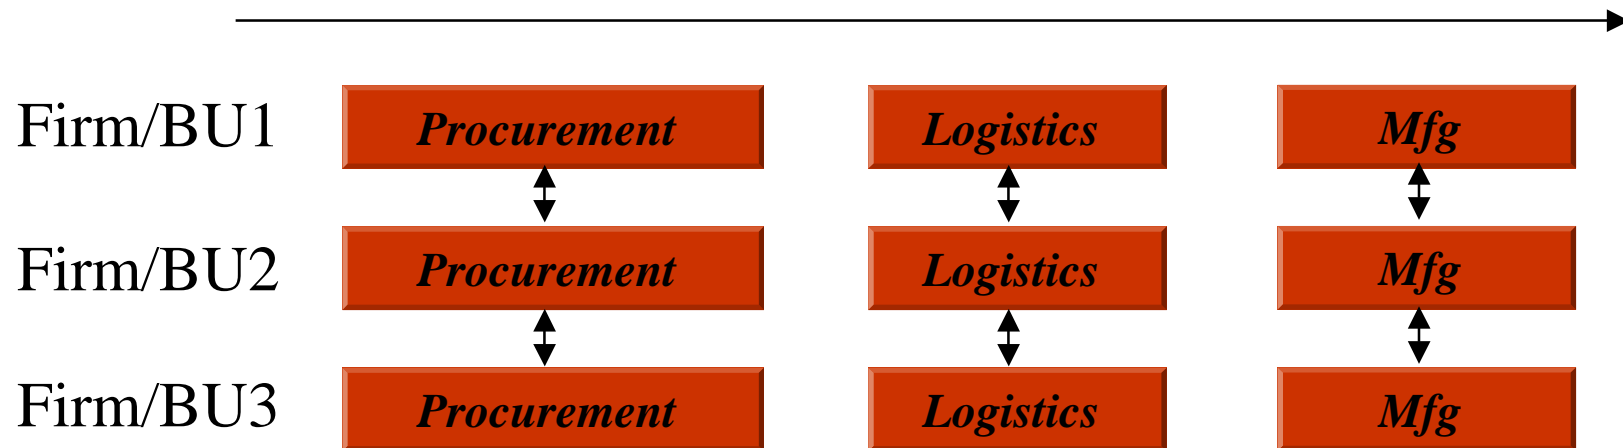 Firm/BU1 Procurement Logistics Mfg
Firm/BU2 Procurement Logistics Mfg
Firm/BU3 Procurement Logistics Mfg